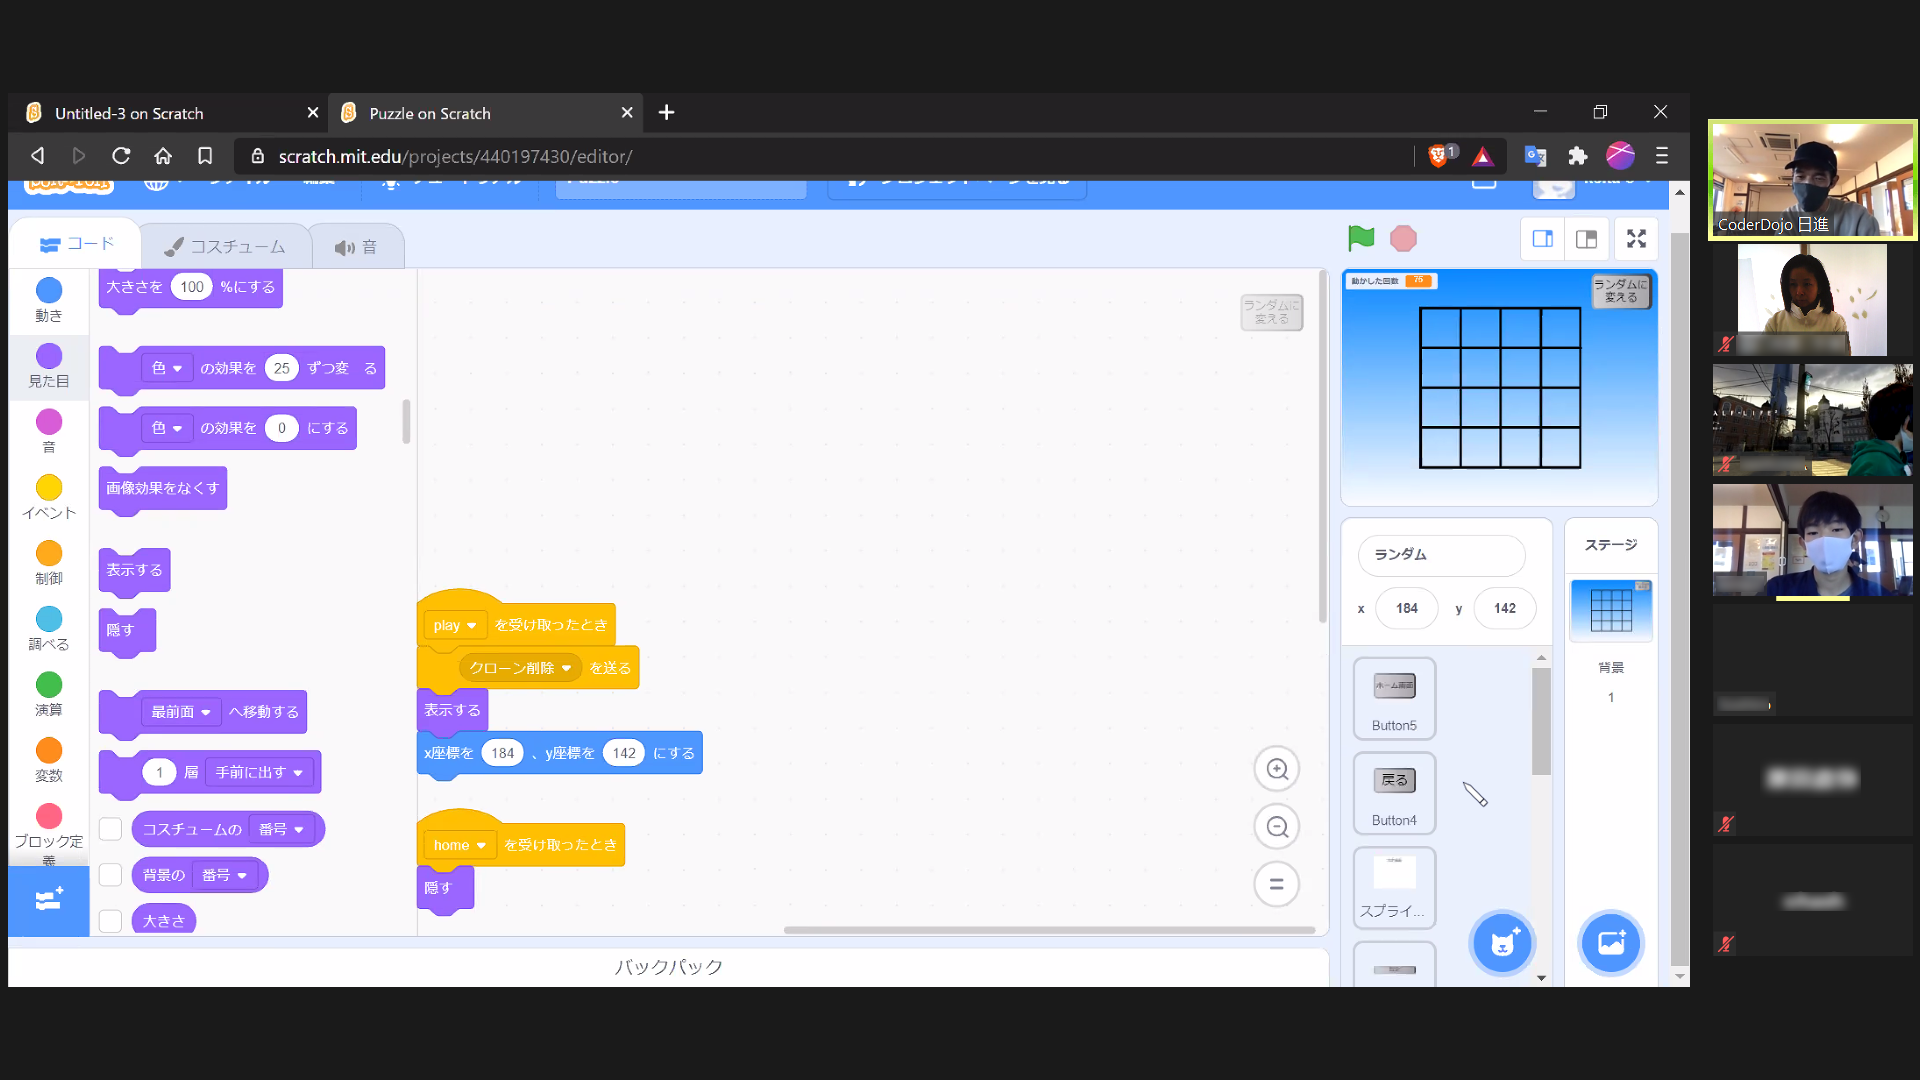 Untitled-3 on Scratch
Puzzle on Scratch
scratch.mit.edu/projects/440197430/editor/
1
コード
コスチューム
音
動き
見た目
音
イベント
制御
調べる
演算
変数
ブロック定
義
大きさを 100 %にする
色 の効果を 25 ずつ変 る
色 の効果を 0 にする
画像効果をなくす
表示する
隠す
最前面 へ移動する
1 層 手前に出す
コスチュームの 番号
背景の 番号
大きさ
ランダムに
変える
play を受け取ったとき
クローン削除 を送る
表示する
x座標を 184 、y座標を 142 にする
home を受け取ったとき
隠す
バックパック
動かした回数 75
ランダムに
変える
ランダム
x 184 y 142
ホーム画面
Button5
戻る
Button4
スプライ...
ステージ
背景
1
CoderDojo 日進